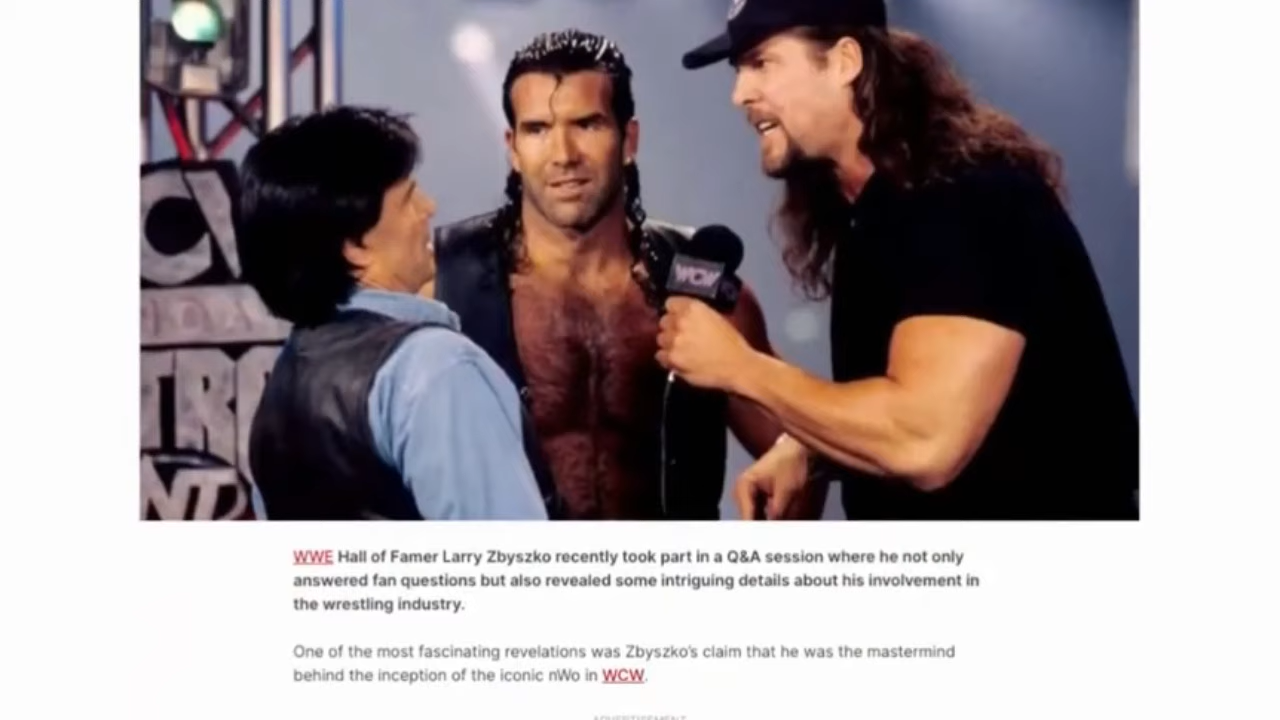 WCW
NT
WWE Hall of Famer Larry Zbyszko recently took part in a Q&A session where he not only
answered fan questions but also revealed some intriguing details about his involvement in
the wrestling industry.
One of the most fascinating revelations was Zbyszko's claim that he was the mastermind
behind the inception of the iconic nWo in WCW.
ADVERTISEMENT